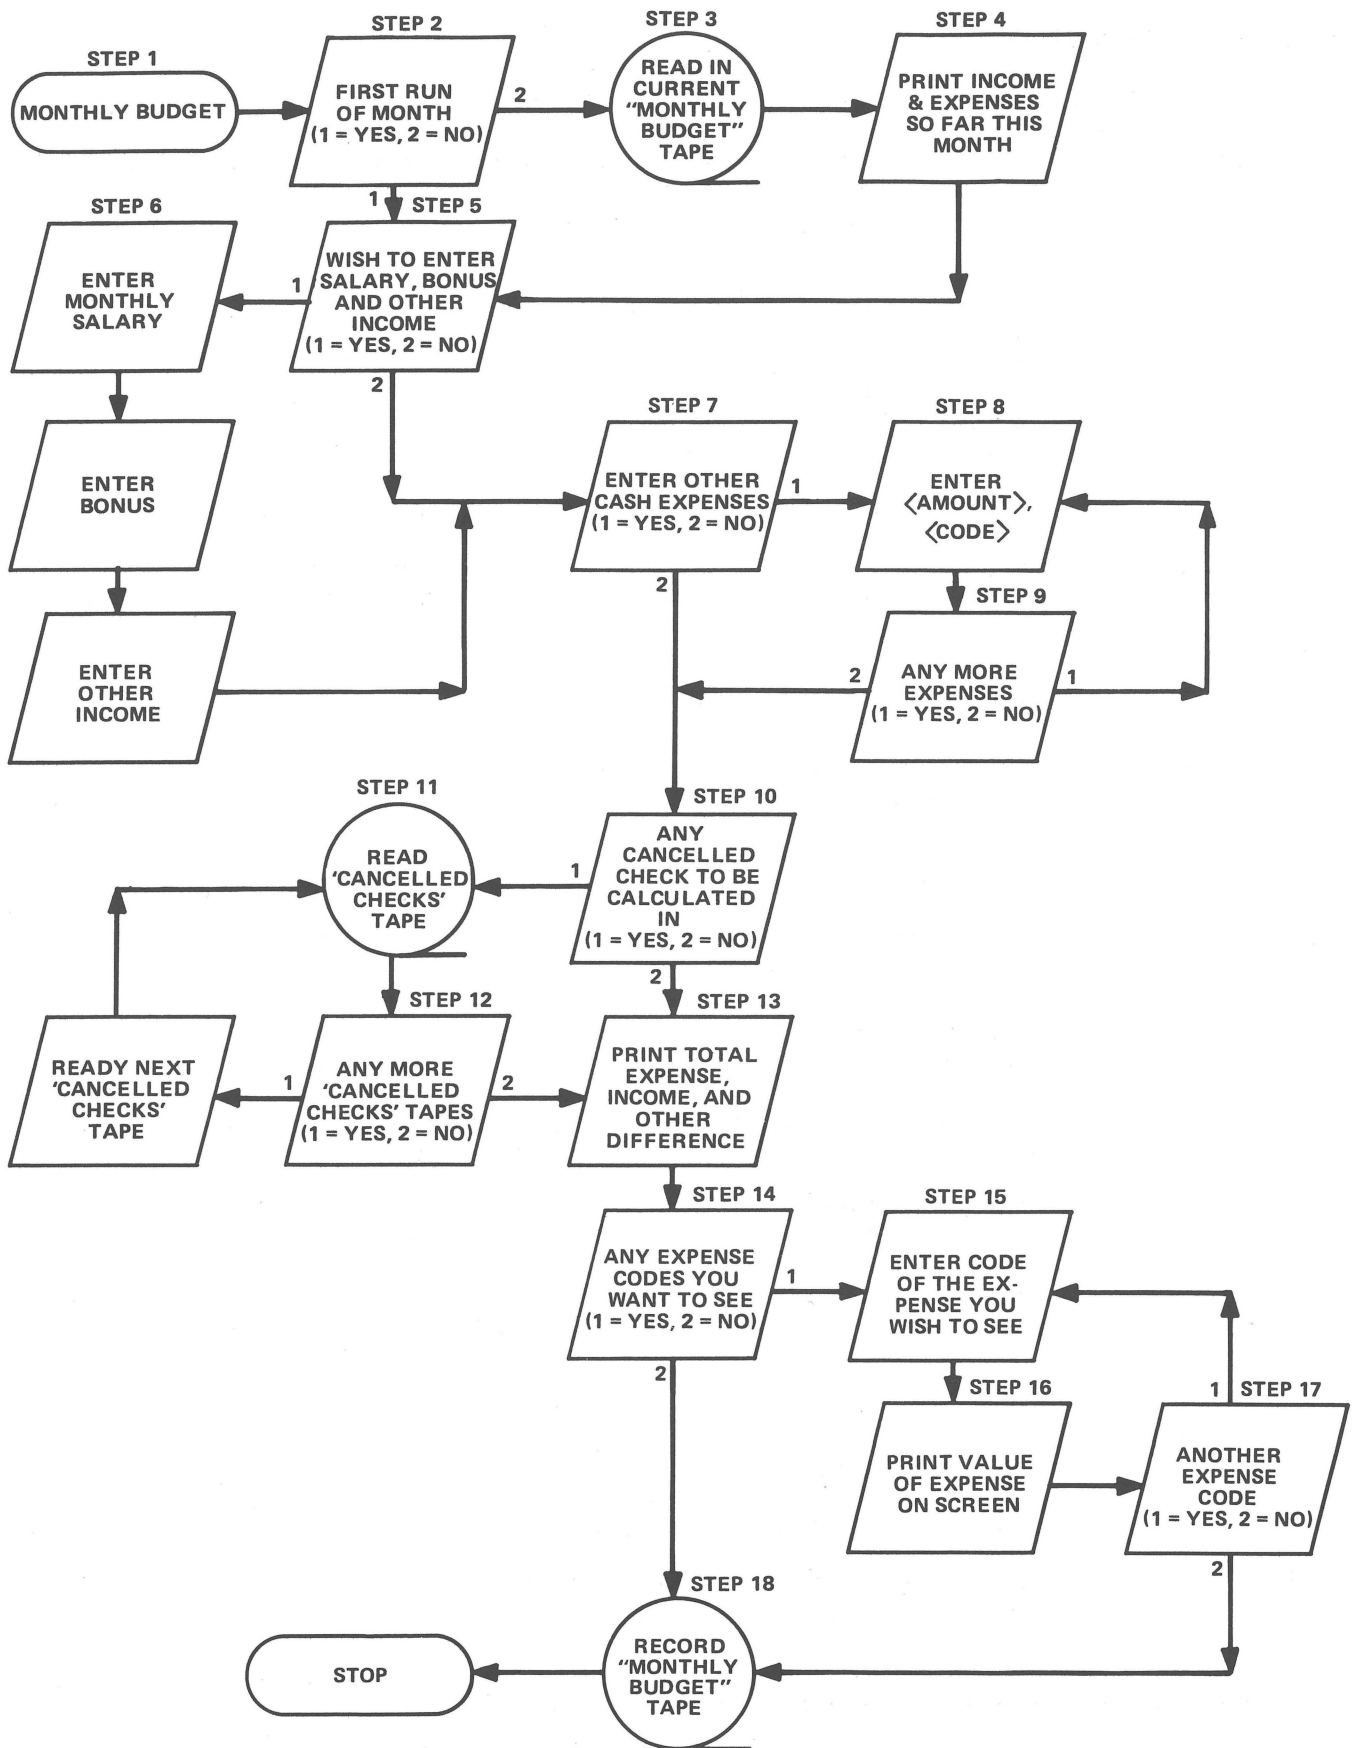 STEP 1
MONTHLY BUDGET
STEP 2
FIRST RUN
OF MONTH
(1 = YES, 2 = NO)
2
1
STEP 3
READ IN
CURRENT
"MONTHLY
BUDGET"
TAPE
STEP 4
PRINT INCOME
& EXPENSES
SO FAR THIS
MONTH
STEP 5
WISH TO ENTER
SALARY, BONUS
AND OTHER
INCOME
(1 = YES, 2 = NO)
1
2
STEP 6
ENTER
MONTHLY
SALARY
ENTER
BONUS
ENTER
OTHER
INCOME
STEP 7
ENTER OTHER
CASH EXPENSES
(1 = YES, 2 = NO)
1
2
STEP 8
ENTER
<AMOUNT>,
<CODE>
STEP 9
ANY MORE
EXPENSES
(1 = YES, 2 = NO)
2
1
STEP 10
ANY
CANCELLED
CHECK TO BE
CALCULATED
IN
(1 = YES, 2 = NO)
1
2
STEP 11
READ
'CANCELLED
CHECKS'
TAPE
STEP 12
ANY MORE
'CANCELLED
CHECKS' TAPES
(1 = YES, 2 = NO)
1
2
READY NEXT
'CANCELLED
CHECKS'
TAPE
STEP 13
PRINT TOTAL
EXPENSE,
INCOME, AND
OTHER
DIFFERENCE
STEP 14
ANY EXPENSE
CODES YOU
WANT TO SEE
(1 = YES, 2 = NO)
1
2
STEP 15
ENTER CODE
OF THE EX-
PENSE YOU
WISH TO SEE
STEP 16
PRINT VALUE
OF EXPENSE
ON SCREEN
1
STEP 17
ANOTHER
EXPENSE
CODE
(1 = YES, 2 = NO)
2
STEP 18
RECORD
"MONTHLY
BUDGET"
TAPE
STOP